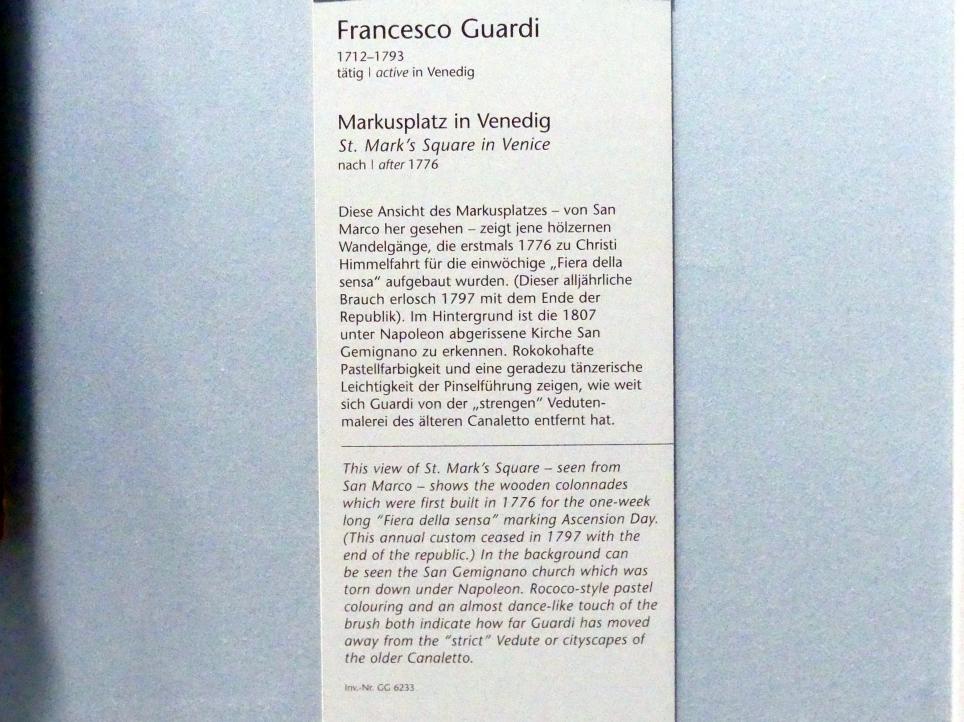 Francesco Guardi
1712–1793
tätig | active in Venedig
Markusplatz in Venedig
St. Mark's Square in Venice
nach | after 1776
Diese Ansicht des Markusplatzes – von San
Marco her gesehen – zeigt jene hölzernen
Wandelgänge, die erstmals 1776 zu Christi
Himmelfahrt für die einwöchige „Fiera della
sensa“ aufgebaut wurden. (Dieser alljährliche
Brauch erlosch 1797 mit dem Ende der
Republik). Im Hintergrund ist die 1807
unter Napoleon abgerissene Kirche San
Gemignano zu erkennen. Rokokohafte
Pastellfarbigkeit und eine geradezu tänzerische
Leichtigkeit der Pinselführung zeigen, wie weit
sich Guardi von der „strengen“ Veduten-
malerei des älteren Canaletto entfernt hat.
This view of St. Mark's Square – seen from
San Marco – shows the wooden colonnades
which were first built in 1776 for the one-week
long “Fiera della sensa” marking Ascension Day.
(This annual custom ceased in 1797 with the
end of the republic.) In the background can
be seen the San Gemignano church which was
torn down under Napoleon. Rococo-style pastel
colouring and an almost dance-like touch of the
brush both indicate how far Guardi has moved
away from the “strict” Vedute or cityscapes of
the older Canaletto.
Inv.-Nr. GG 6233